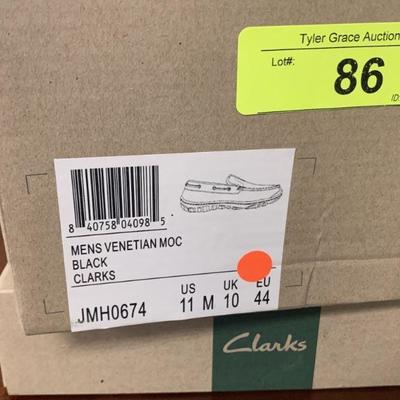 Tyler Grace Auction
Lot#:
86
ID:
8 40758 04098 5
MENS VENETIAN MOC
BLACK
CLARKS
US UK EU
JMH0674 11 M 10 44
Clarks